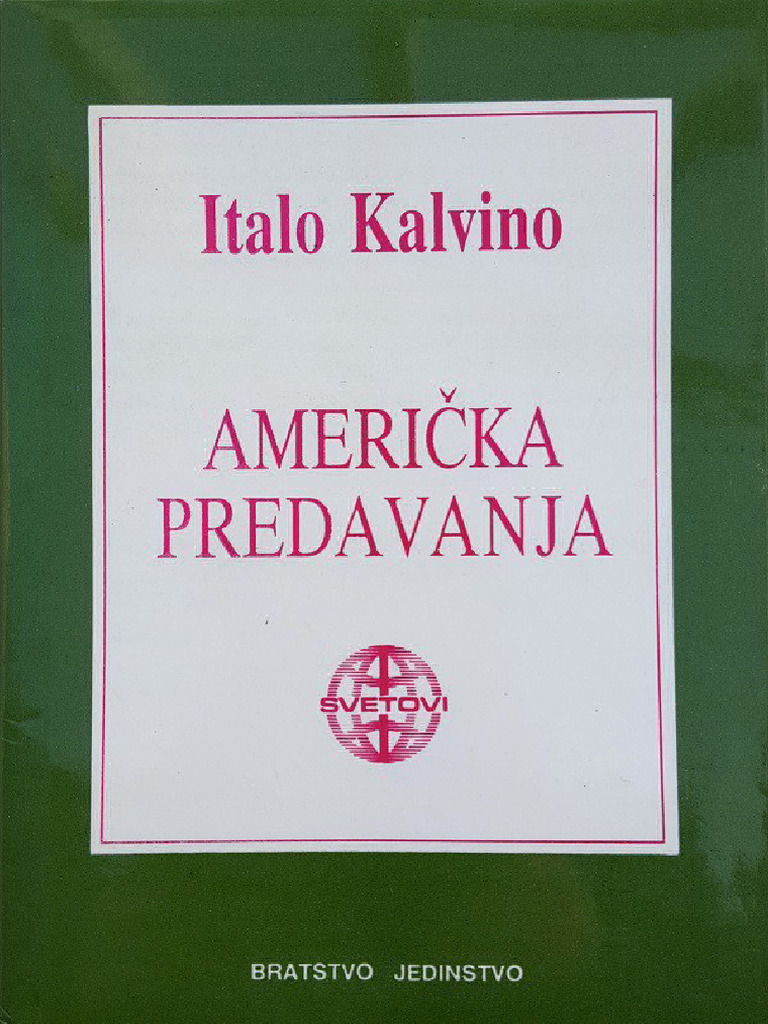 Italo Kalvino
AMERIČKA
PREDAVANJA
SVETOVI
BRATSTVO JEDINSTVO